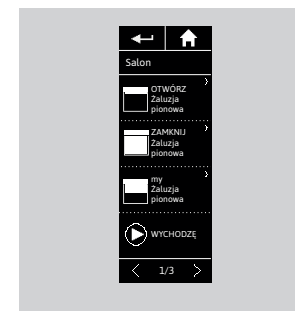 Salon
OTWÓRZ
Żaluzja
pionowa
ZAMKNIJ
Żaluzja
pionowa
my
Żaluzja
pionowa
WYCHODZĘ
1/3